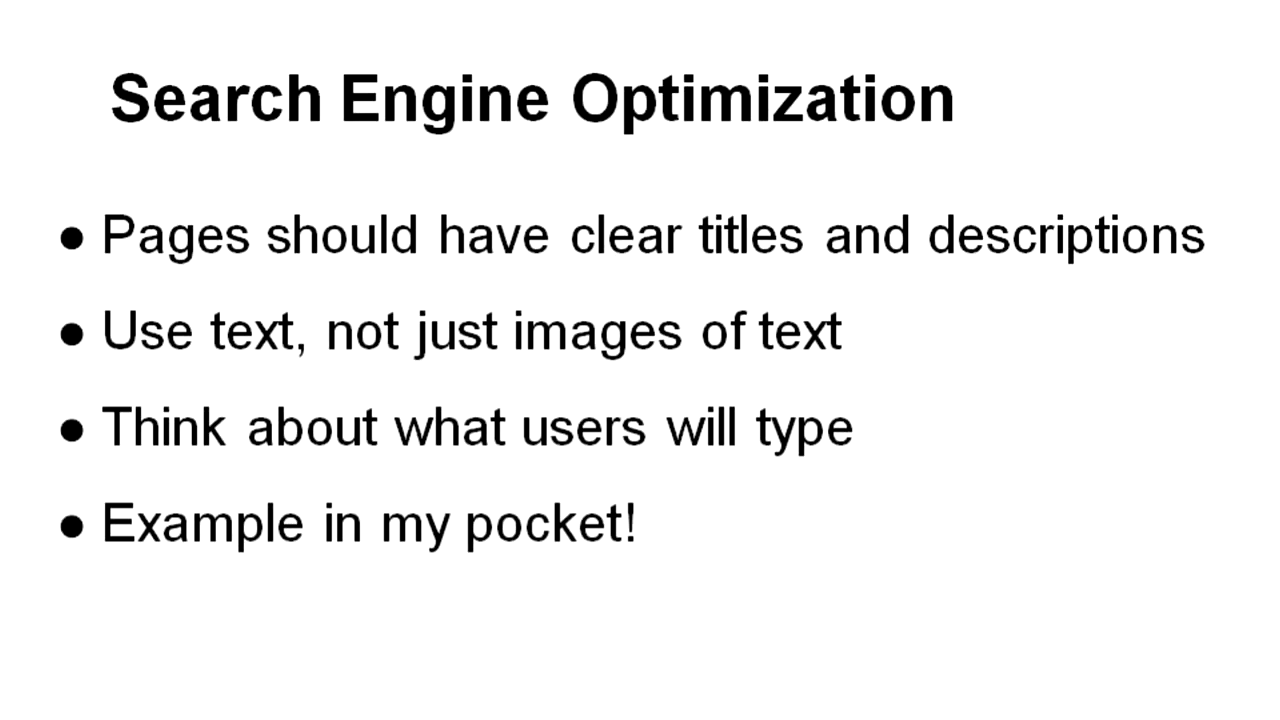 Search Engine Optimization
● Pages should have clear titles and descriptions
● Use text, not just images of text
● Think about what users will type
● Example in my pocket!